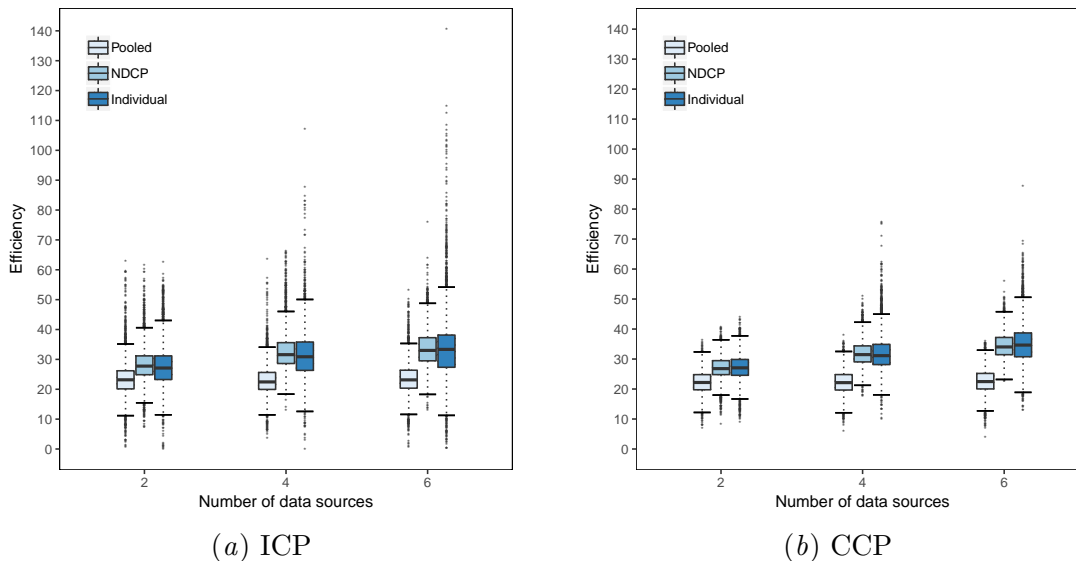 140
130
120
110
100
90
80
70
60
50
40
30
20
10
0
Efficiency
Pooled
NDCP
Individual
2 4 6
Number of data sources
(a) ICP
140
130
120
110
100
90
80
70
60
50
40
30
20
10
0
Efficiency
Pooled
NDCP
Individual
2 4 6
Number of data sources
(b) CCP